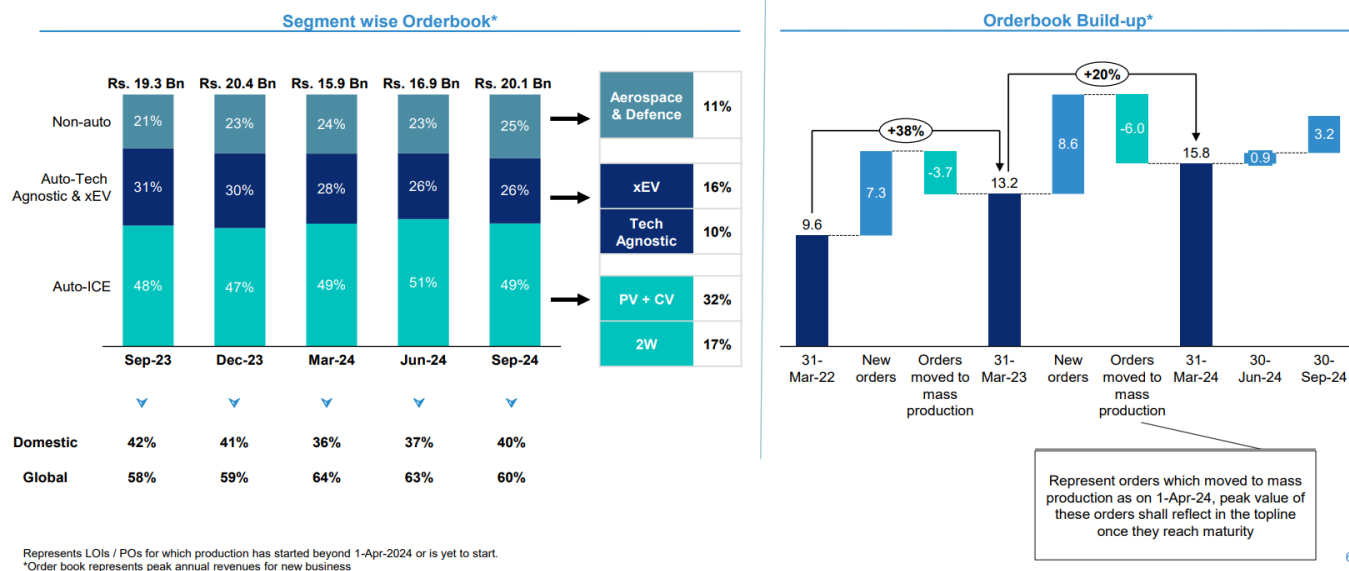 Segment wise Orderbook*
Rs. 19.3 Bn Rs. 20.4 Bn Rs. 15.9 Bn Rs. 16.9 Bn Rs. 20.1 Bn
Non-auto
21% 23% 24% 23% 25%
Auto-Tech
Agnostic & xEV
31% 30% 28% 26% 26%
Auto-ICE
48% 47% 49% 51% 49%
Sep-23 Dec-23 Mar-24 Jun-24 Sep-24
Aerospace
& Defence
11%
xEV
16%
Tech
Agnostic
10%
PV + CV
32%
2W
17%
Domestic 42% 41% 36% 37% 40%
Global 58% 59% 64% 63% 60%
Represents LOIs / POs for which production has started beyond 1-Apr-2024 or is yet to start.
*Order book represents peak annual revenues for new business
Orderbook Build-up*
+38%
+20%
9.6
7.3
-3.7
13.2
8.6
-6.0
15.8
0.9
3.2
31-
Mar-22
New
orders
Orders
moved to
mass
production
31-
Mar-23
New
orders
Orders
moved to
mass
production
31-
Mar-24
30-
Jun-24
30-
Sep-24
Represent orders which moved to mass
production as on 1-Apr-24, peak value of
these orders shall reflect in the topline
once they reach maturity
6